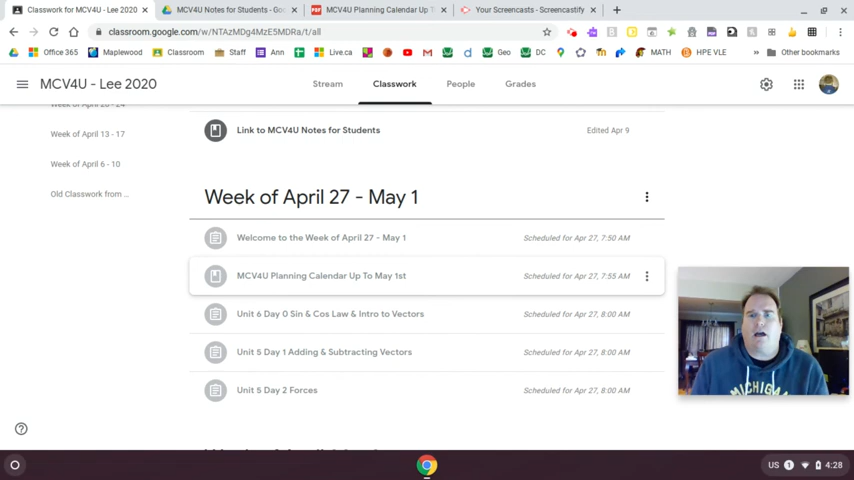 Classwork for MCV4U - Lee 2020
MCV4U Notes for Students - Go
MCV4U Planning Calendar Up T
Your Screencasts - Screencastify
classroom.google.com/w/NTAzMDg4MzE5MDRa/t/all
Office 365
Maplewood
Classroom
Staff
Ann
Live.ca
Geo
DC
MATH
HPE VLE
Other bookmarks
MCV4U - Lee 2020
Stream
Classwork
People
Grades
Week of April 13 - 17
Week of April 6 - 10
Old Classwork from ...
Link to MCV4U Notes for Students
Edited Apr 9
Week of April 27 - May 1
Welcome to the Week of April 27 - May 1
Scheduled for Apr 27, 7:50 AM
MCV4U Planning Calendar Up To May 1st
Scheduled for Apr 27, 7:55 AM
Unit 6 Day 0 Sin & Cos Law & Intro to Vectors
Scheduled for Apr 27, 8:00 AM
Unit 5 Day 1 Adding & Subtracting Vectors
Scheduled for Apr 27, 8:00 AM
Unit 5 Day 2 Forces
Scheduled for Apr 27, 8:00 AM
MICHIGAN
US
1
4:28